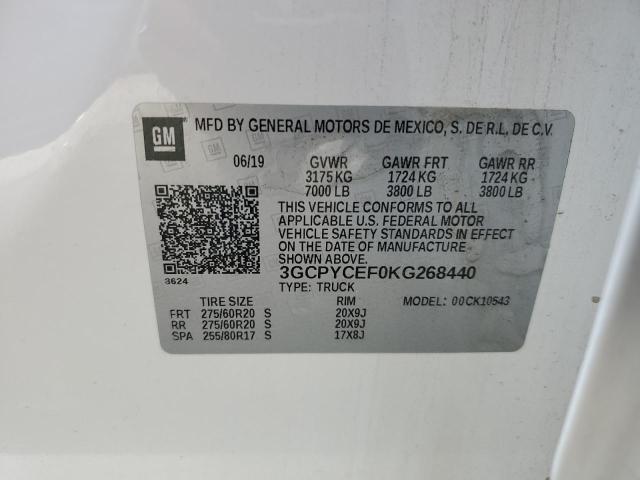 GM
MFD BY GENERAL MOTORS DE MEXICO, S. DE R.L. DE C.V.
06/19 GVWR GAWR FRT GAWR RR
3175 KG 1724 KG 1724 KG
7000 LB 3800 LB 3800 LB
THIS VEHICLE CONFORMS TO ALL
APPLICABLE U.S. FEDERAL MOTOR
VEHICLE SAFETY STANDARDS IN EFFECT
ON THE DATE OF MANUFACTURE
SHOWN ABOVE.
3624
3GCPYCEF0KG268440
TYPE: TRUCK
TIRE SIZE RIM MODEL: 00CK10543
FRT 275/60R20 S 20X9J
RR 275/60R20 S 20X9J
SPA 255/80R17 S 17X8J